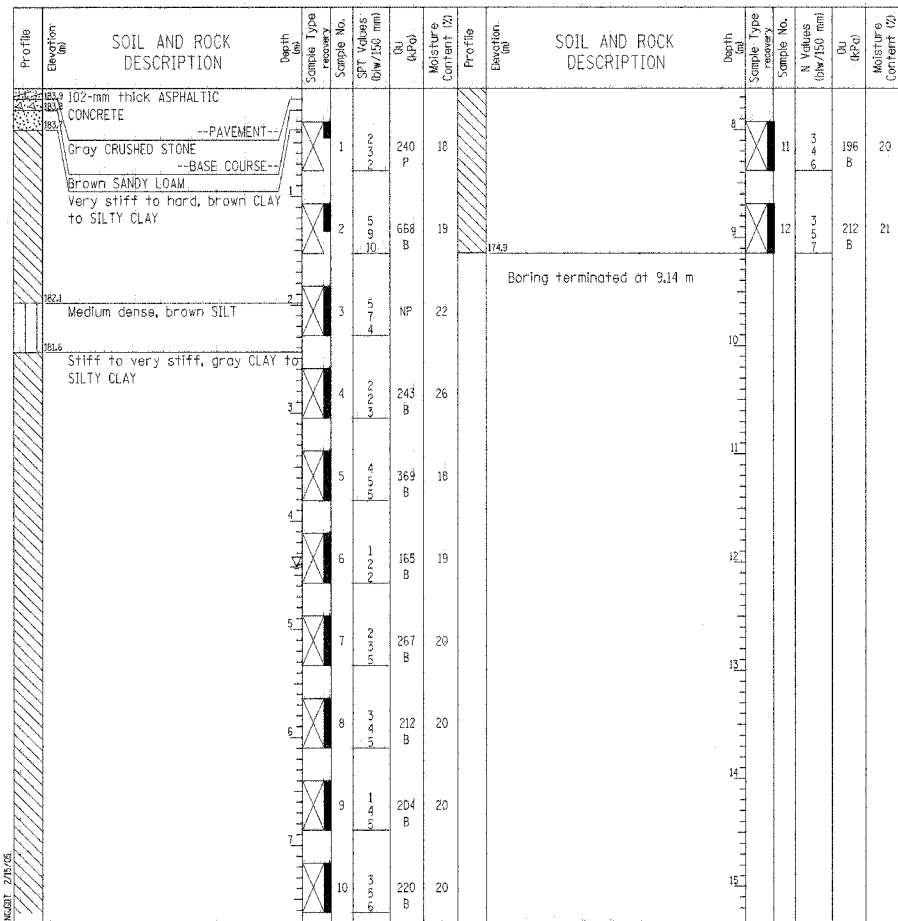 Profile
Elevation (m)
SOIL AND ROCK DESCRIPTION
Depth (m)
Sample Type recovery
Sample No.
SPT Values (blw/150 mm)
Qu (kPa)
Moisture Content (%)
Profile
Elevation (m)
SOIL AND ROCK DESCRIPTION
Depth (m)
Sample Type recovery
Sample No.
N Values (blw/150 mm)
Qu (kPa)
Moisture Content (%)
183.9 102-mm thick ASPHALTIC
183.8 CONCRETE
183.7
--PAVEMENT--
Gray CRUSHED STONE
--BASE COURSE--
Brown SANDY LOAM
Very stiff to hard, brown CLAY
to SILTY CLAY
182.1
Medium dense, brown SILT
181.6
Stiff to very stiff, gray CLAY to
SILTY CLAY
1 2 3 2 240 P 18
1
2 5 9 10 668 B 19
2
3 5 7 4 NP 22
4 2 2 3 243 B 26
3
5 4 5 5 369 B 18
4
6 1 2 2 165 B 19
5
7 2 3 5 267 B 20
6
8 3 4 5 212 B 20
9 1 4 5 204 B 20
7
10 3 5 6 220 B 20
8
11 3 4 6 196 B 20
9
12 3 5 7 212 B 21
174.9
Boring terminated at 9.14 m
10
11
12
13
14
15
2/15/05